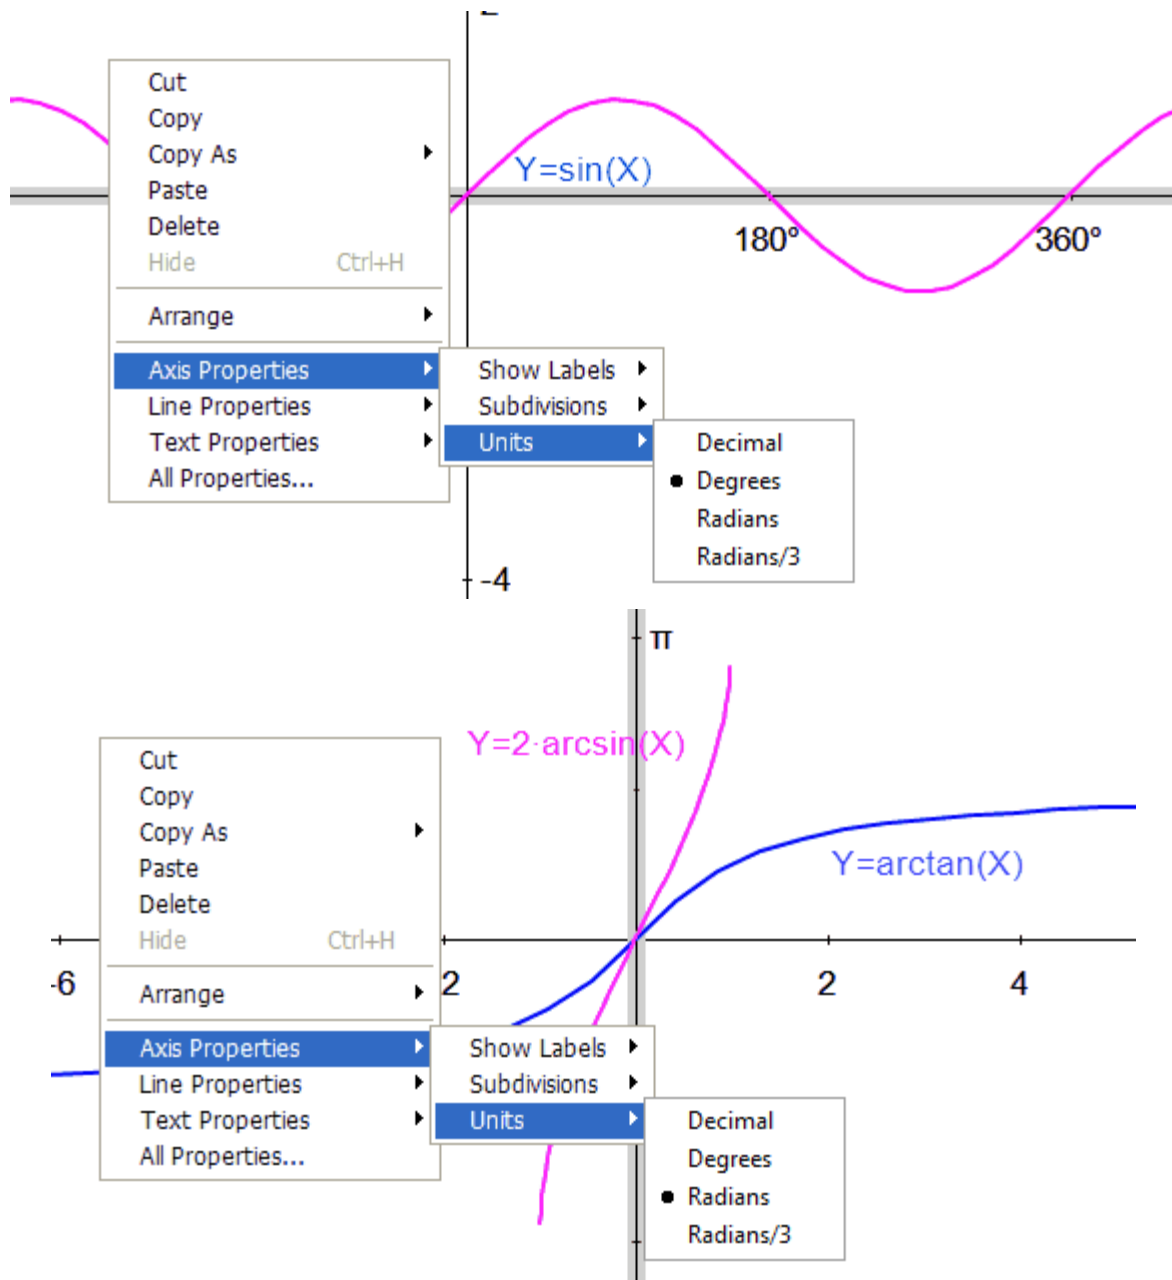 2
Cut
Copy
Copy As
Paste
Delete
Hide Ctrl+H
Arrange
Axis Properties
Line Properties
Text Properties
All Properties...
Y=sin(X)
180° 360°
Show Labels
Subdivisions
Units
Decimal
Degrees
Radians
Radians/3
-4
π
Y=2·arcsin(X)
Y=arctan(X)
-6 2 2 4
Cut
Copy
Copy As
Paste
Delete
Hide Ctrl+H
Arrange
Axis Properties
Line Properties
Text Properties
All Properties...
Show Labels
Subdivisions
Units
Decimal
Degrees
Radians
Radians/3